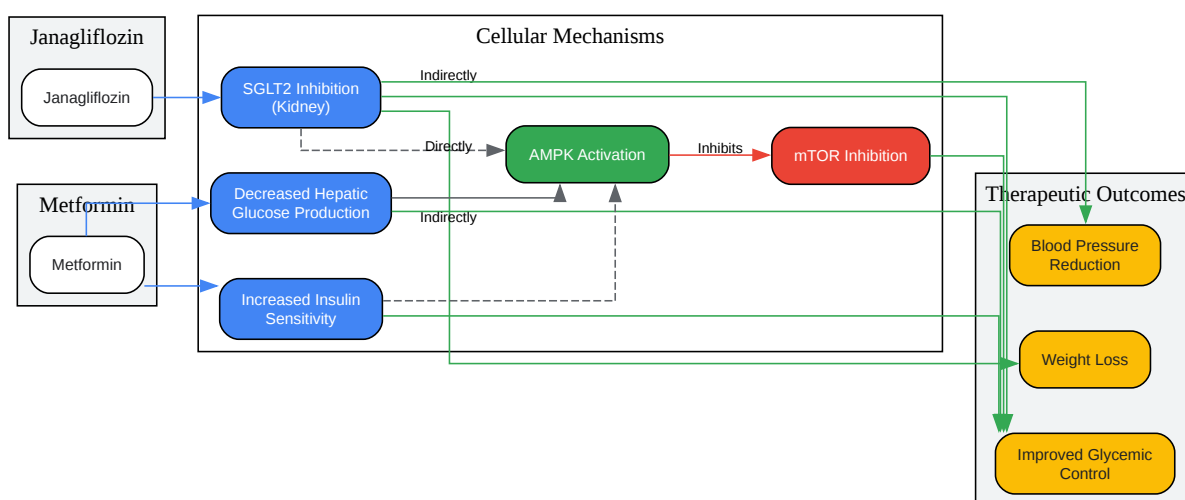 Janagliflozin
Janagliflozin
Metformin
Metformin
Cellular Mechanisms
SGLT2 Inhibition
(Kidney)
Decreased Hepatic
Glucose Production
Increased Insulin
Sensitivity
Indirectly
Directly
Indirectly
AMPK Activation
Inhibits
mTOR Inhibition
Therapeutic Outcomes
Blood Pressure
Reduction
Weight Loss
Improved Glycemic
Control